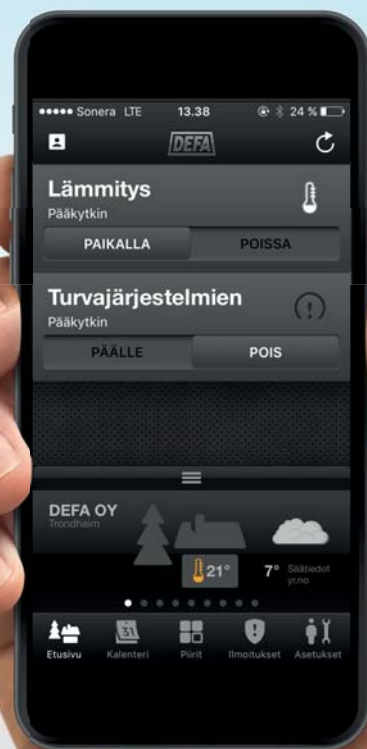 Sonera LTE 13.38 24 %
DEFA
Lämmitys
Pääkytkin
PAIKALLA POISSA
Turvajärjestelmien
Pääkytkin
PÄÄLLE POIS
DEFA OY
Trondheim
21° 7° Säätiedot
yr.no
31
Etusivu Kalenteri Piirit Ilmoitukset Asetukset